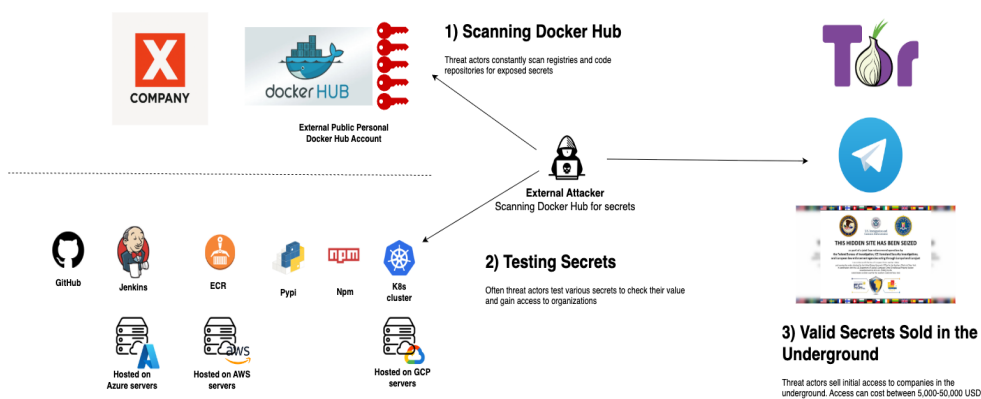 X
COMPANY
docker HUB
External Public Personal
Docker Hub Account
1) Scanning Docker Hub
Threat actors constantly scan registries and code
repositories for exposed secrets
Tor
External Attacker
Scanning Docker Hub for secrets
GitHub
Jenkins
ECR
Pypi
npm
Npm
K8s
cluster
2) Testing Secrets
Often threat actors test various secrets to check their value
and gain access to organizations
Hosted on
Azure servers
aws
Hosted on AWS
servers
Hosted on GCP
servers
THIS HIDDEN SITE HAS BEEN SEIZED
3) Valid Secrets Sold in the
Underground
Threat actors sell initial access to companies in the
underground. Access can cost between 5,000-50,000 USD